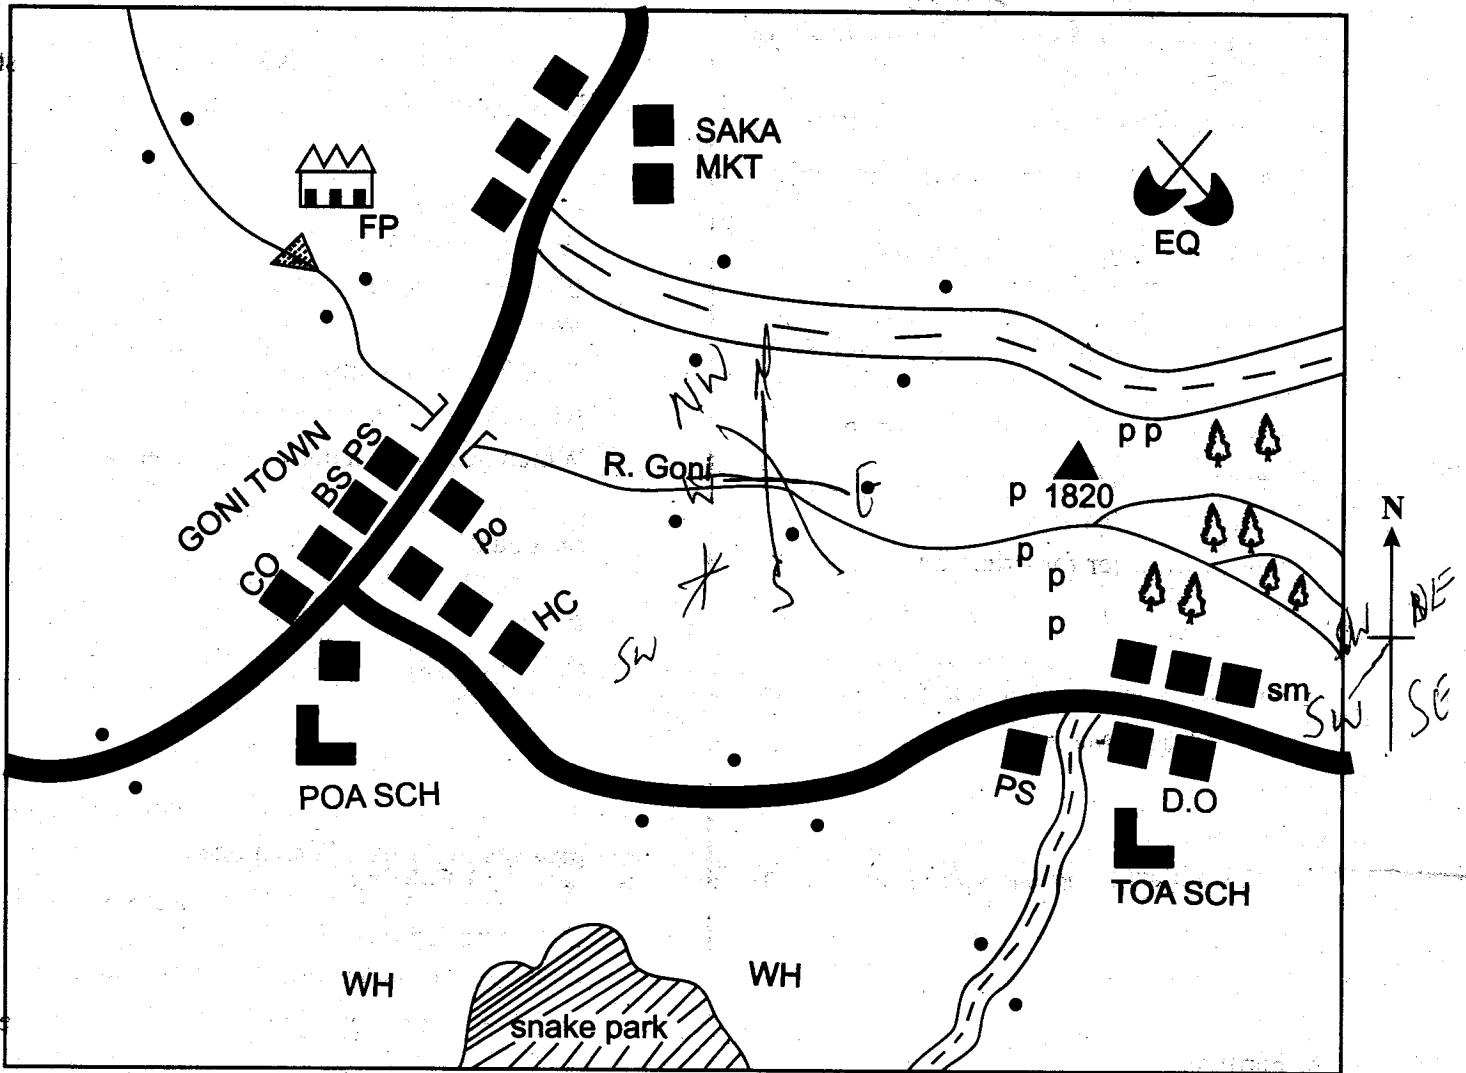 SAKA
MKT
FP
EQ
GONI TOWN
PS
BS
CO
po
HC
R. Goni
NW
N
E
S
SW
p p
p
1820
p
p
p
N
NE
SW
SE
sm
PS
D.O
POA SCH
TOA SCH
WH
WH
snake park